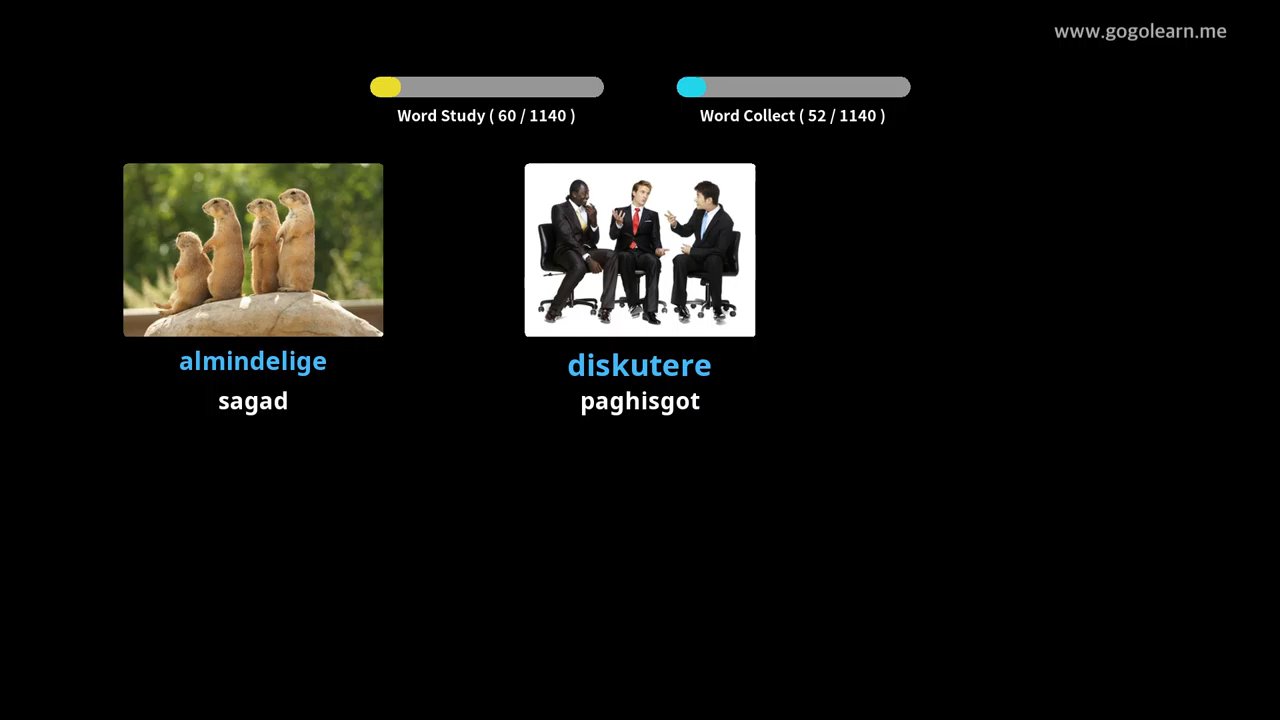 www.gogolearn.me
Word Study ( 60 / 1140 )
Word Collect ( 52 / 1140 )
almindelige
diskutere
sagad
paghisgot